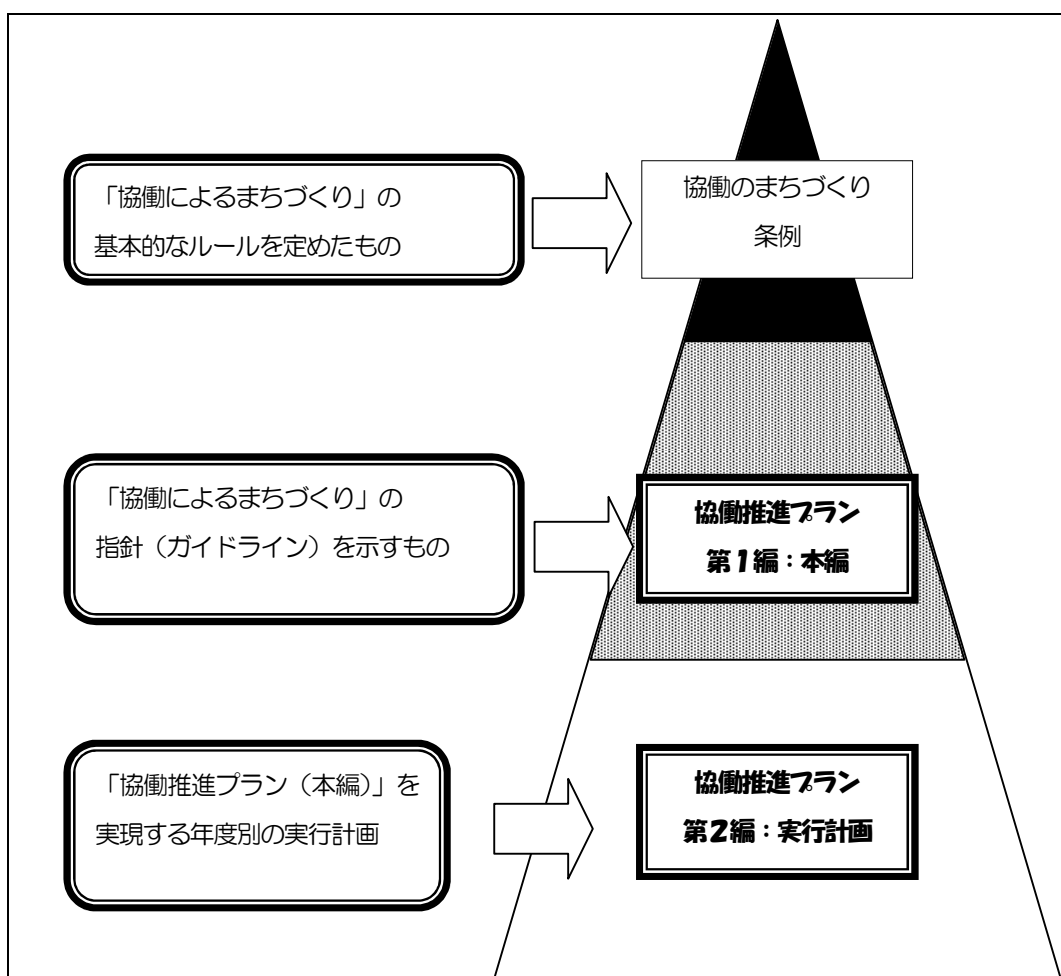 「協働によるまちづくり」の
基本的なルールを定めたもの
協働のまちづくり
条例
「協働によるまちづくり」の
指針（ガイドライン）を示すもの
協働推進プラン
第1編：本編
「協働推進プラン（本編）」を
実現する年度別の実行計画
協働推進プラン
第2編：実行計画